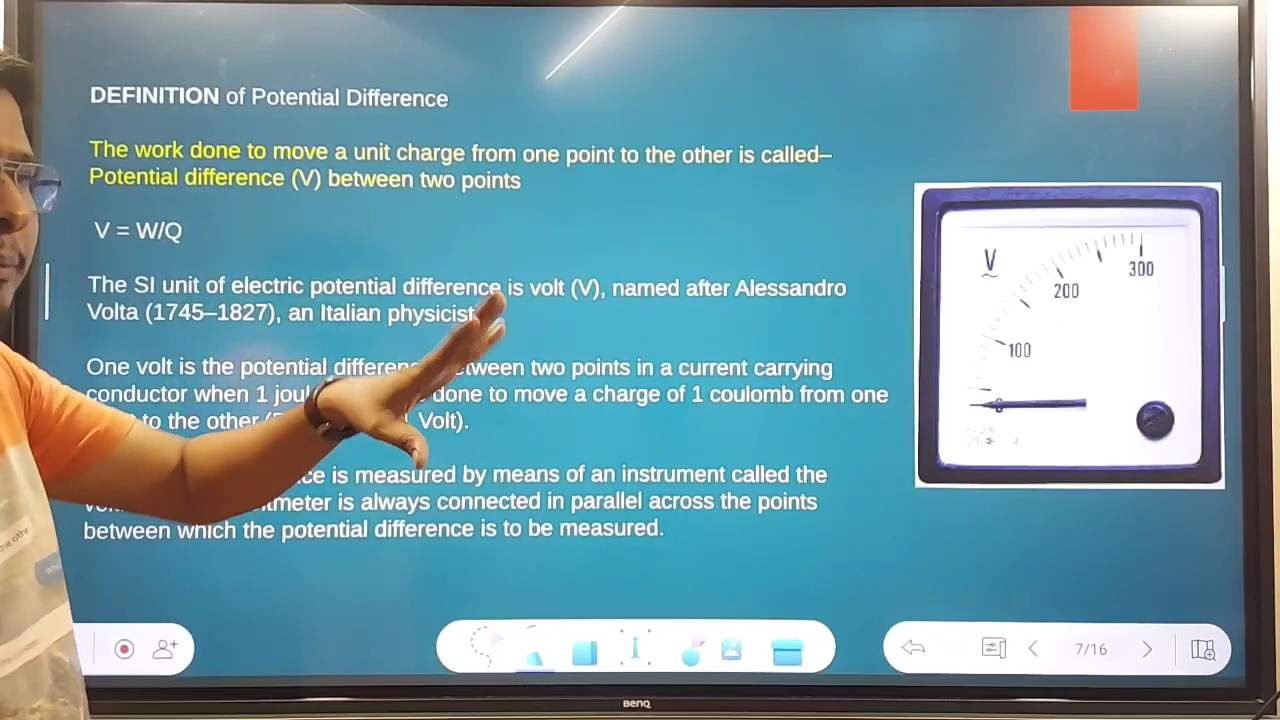 DEFINITION of Potential Difference
The work done to move a unit charge from one point to the other is called–
Potential difference (V) between two points
V = W/Q
The SI unit of electric potential difference is volt (V), named after Alessandro
Volta (1745–1827), an Italian physicist
One volt is the potential between two points in a current carrying
conductor when 1 done to move a charge of 1 coulomb from one
to the other Volt).
is measured by means of an instrument called the
is always connected in parallel across the points
between which the potential difference is to be measured.
V
300
200
100
0
7/16
BenQ